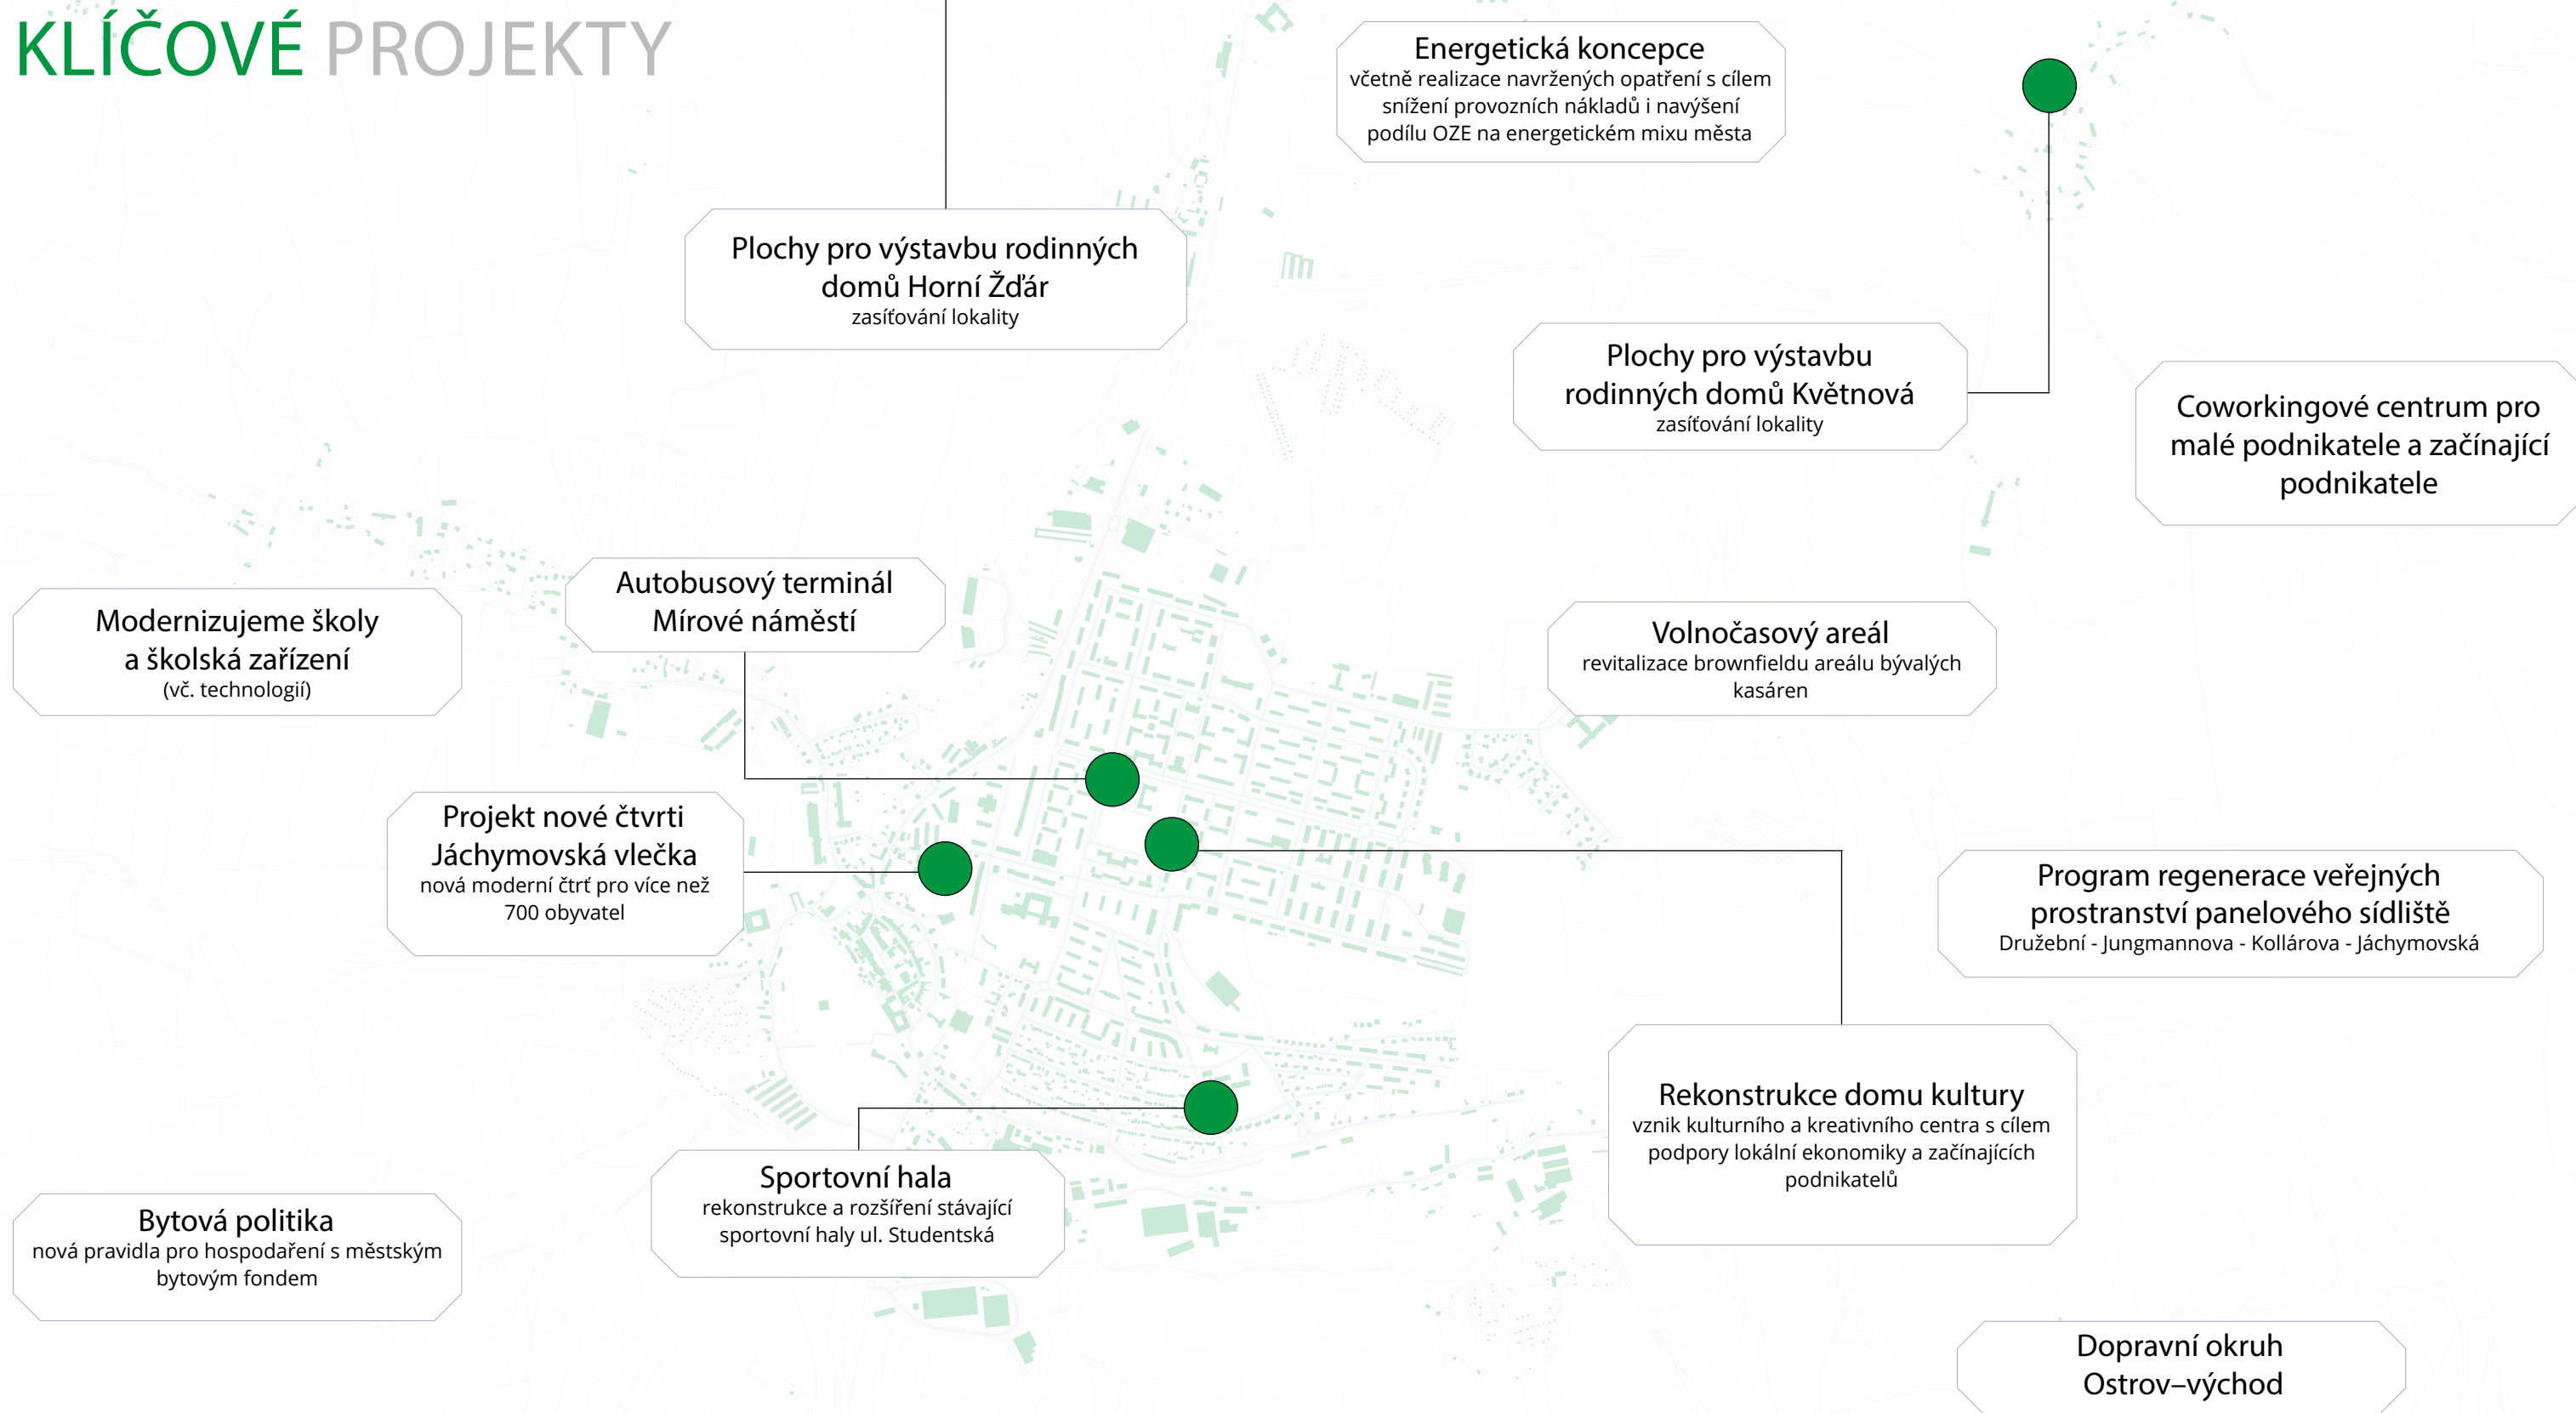 KLÍČOVÉ PROJEKTY
Energetická koncepce
včetně realizace navržených opatření s cílem
snížení provozních nákladů i navýšení
podílu OZE na energetickém mixu města
Plochy pro výstavbu rodinných
domů Horní Žďár
zasíťování lokality
Plochy pro výstavbu
rodinných domů Květnová
zasíťování lokality
Coworkingové centrum pro
malé podnikatele a začínající
podnikatele
Autobusový terminál
Mírové náměstí
Modernizujeme školy
a školská zařízení
(vč. technologií)
Volnočasový areál
revitalizace brownfieldu areálu bývalých
kasáren
Projekt nové čtvrti
Jáchymovská vlečka
nová moderní čtrť pro více než
700 obyvatel
Program regenerace veřejných
prostranství panelového sídliště
Družební - Jungmannova - Kollárova - Jáchymovská
Rekonstrukce domu kultury
vznik kulturního a kreativního centra s cílem
podpory lokální ekonomiky a začínajících
podnikatelů
Sportovní hala
rekonstrukce a rozšíření stávající
sportovní haly ul. Studentská
Bytová politika
nová pravidla pro hospodaření s městským
bytovým fondem
Dopravní okruh
Ostrov–východ